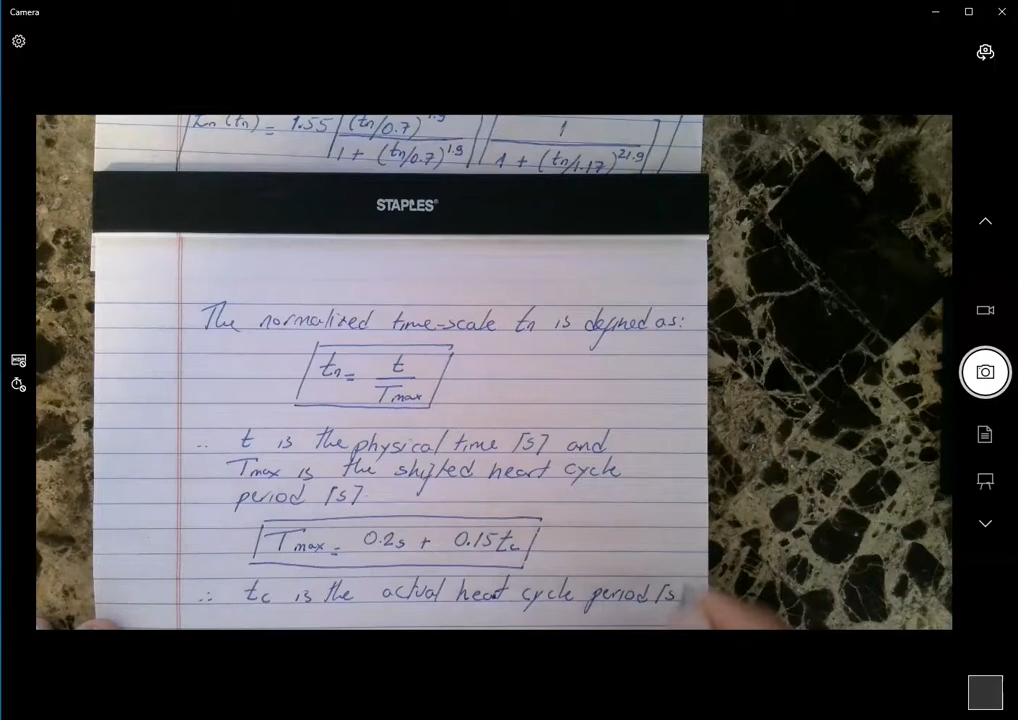 Camera
En (tn) = 1.55 [(tn/0.7)^1.9 / 1 + (tn/0.7)^1.9] [1 / 1 + (tn/1.17)^21.9]
STAPLES®
The normalized time-scale tn is defined as:
tn = t / Tmax
∴ t is the physical time [s] and
Tmax is the shifted heart cycle
period [s]
Tmax = 0.2s + 0.15tc
∴ tc is the actual heart cycle period [s